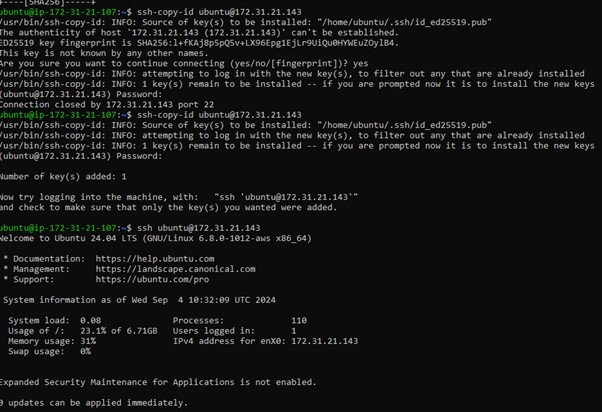 +----[SHA256]-----+
ubuntu@ip-172-31-21-107:~$ ssh-copy-id ubuntu@172.31.21.143
/usr/bin/ssh-copy-id: INFO: Source of key(s) to be installed: "/home/ubuntu/.ssh/id_ed25519.pub"
The authenticity of host '172.31.21.143 (172.31.21.143)' can't be established.
ED25519 key fingerprint is SHA256:l+fKAj8p5pQ5v+LX96Epg1EjLr9UiQu0HYWEuZOylB4.
This key is not known by any other names.
Are you sure you want to continue connecting (yes/no/[fingerprint])? yes
/usr/bin/ssh-copy-id: INFO: attempting to log in with the new key(s), to filter out any that are already installed
/usr/bin/ssh-copy-id: INFO: 1 key(s) remain to be installed -- if you are prompted now it is to install the new keys
(ubuntu@172.31.21.143) Password:
Connection closed by 172.31.21.143 port 22
ubuntu@ip-172-31-21-107:~$ ssh-copy-id ubuntu@172.31.21.143
/usr/bin/ssh-copy-id: INFO: Source of key(s) to be installed: "/home/ubuntu/.ssh/id_ed25519.pub"
/usr/bin/ssh-copy-id: INFO: attempting to log in with the new key(s), to filter out any that are already installed
/usr/bin/ssh-copy-id: INFO: 1 key(s) remain to be installed -- if you are prompted now it is to install the new keys
(ubuntu@172.31.21.143) Password:
Number of key(s) added: 1
Now try logging into the machine, with:   "ssh 'ubuntu@172.31.21.143'"
and check to make sure that only the key(s) you wanted were added.
ubuntu@ip-172-31-21-107:~$ ssh ubuntu@172.31.21.143
Welcome to Ubuntu 24.04 LTS (GNU/Linux 6.8.0-1012-aws x86_64)
* Documentation:  https://help.ubuntu.com
* Management:     https://landscape.canonical.com
* Support:        https://ubuntu.com/pro
System information as of Wed Sep  4 10:32:09 UTC 2024
System load:  0.08              Processes:             110
Usage of /:   23.1% of 6.71GB   Users logged in:       1
Memory usage: 31%               IPv4 address for enX0: 172.31.21.143
Swap usage:   0%
Expanded Security Maintenance for Applications is not enabled.
0 updates can be applied immediately.